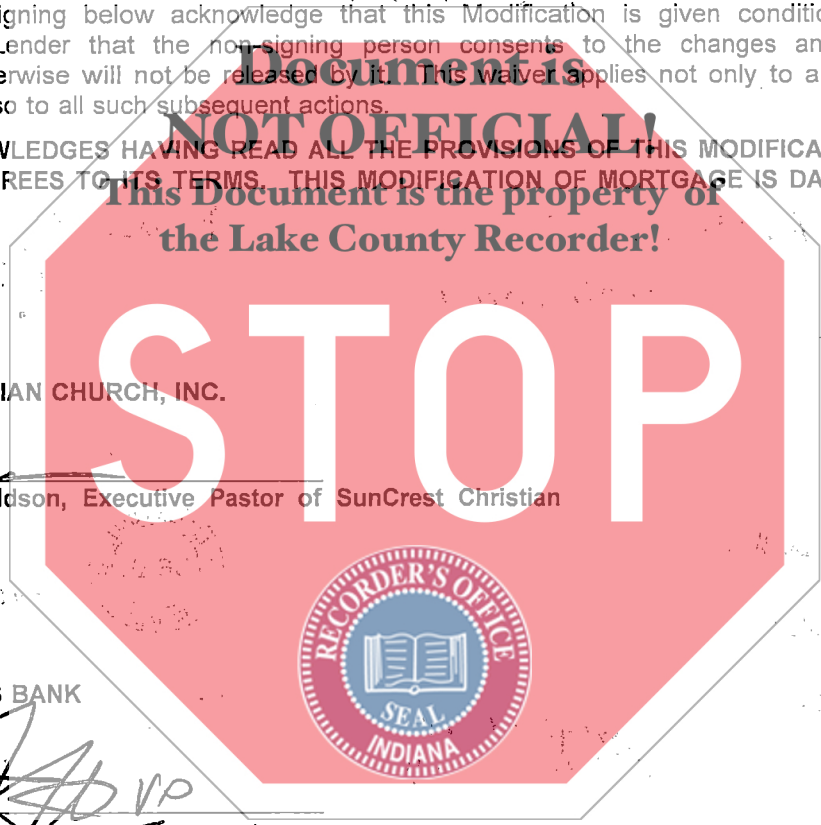 igning below acknowledge that this Modification is given conditio
ender that the non-signing person consents to the changes an
erwise will not be released by it. This waiver applies not only to a
so to all such subsequent actions.
Document is
NOT OFFICIAL!
WLEDGES HAVING READ ALL THE PROVISIONS OF THIS MODIFICA
REES TO ITS TERMS. THIS MODIFICATION OF MORTGAGE IS DA
This Document is the property of
the Lake County Recorder!
STOP
IAN CHURCH, INC.
ldson, Executive Pastor of SunCrest Christian
RECORDER'S OFFICE
SEAL
INDIANA
BANK
VP